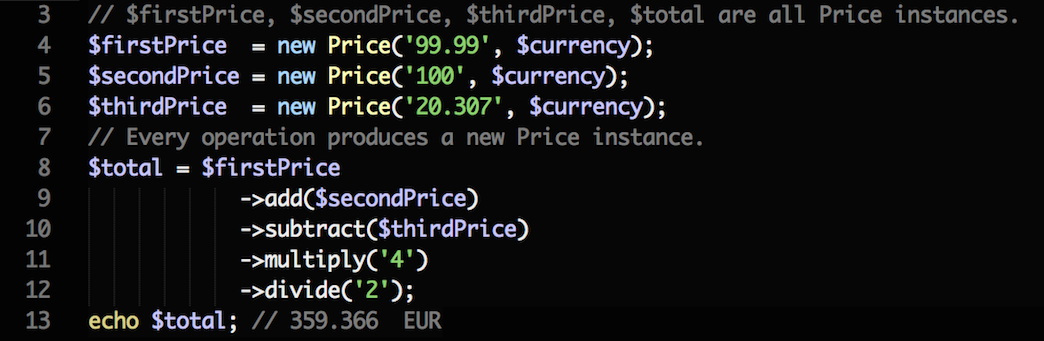 3 // $firstPrice, $secondPrice, $thirdPrice, $total are all Price instances.
4 $firstPrice  = new Price('99.99', $currency);
5 $secondPrice = new Price('100', $currency);
6 $thirdPrice  = new Price('20.307', $currency);
7 // Every operation produces a new Price instance.
8 $total = $firstPrice
9             ->add($secondPrice)
10             ->subtract($thirdPrice)
11             ->multiply('4')
12             ->divide('2');
13 echo $total; // 359.366  EUR